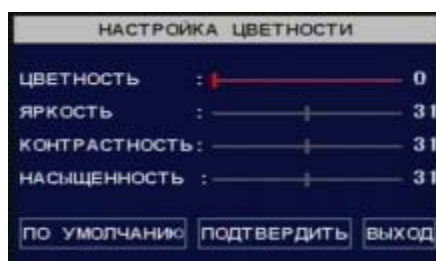 НАСТРОЙКА ЦВЕТНОСТИ
ЦВЕТНОСТЬ : 0
ЯРКОСТЬ : 31
КОНТРАСТНОСТЬ: 31
НАСЫЩЕННОСТЬ : 31
ПО УМОЛЧАНИЮ ПОДТВЕРДИТЬ ВЫХОД